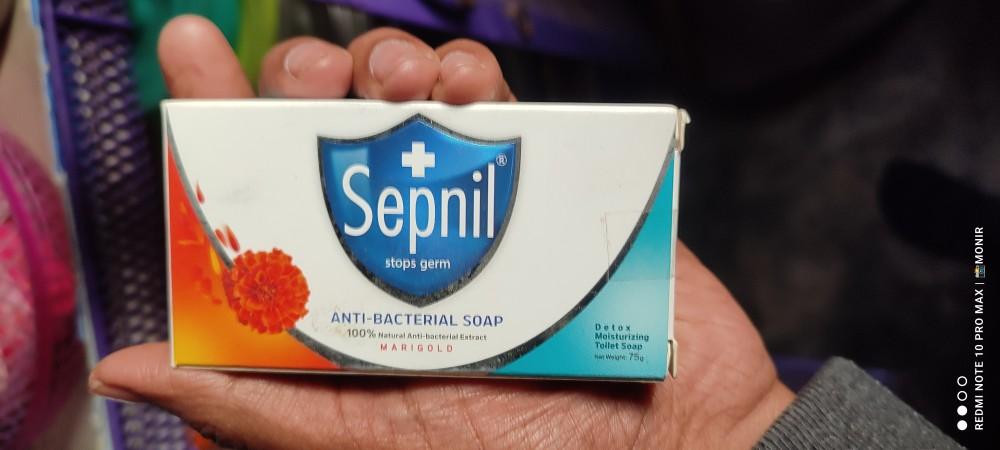 Sepnil®
stops germ
ANTI-BACTERIAL SOAP
100% Natural Anti-bacterial Extract
MARIGOLD
Detox
Moisturizing
Toilet Soap
Net Weight: 75g
REDMI NOTE 10 PRO MAX | 📸MONIR